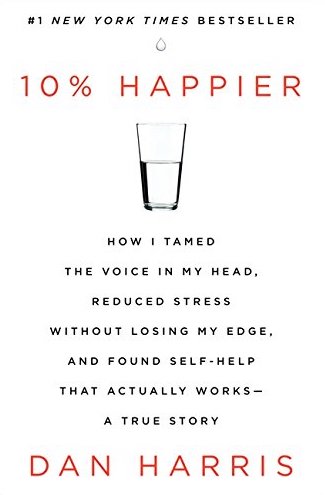 #1 NEW YORK TIMES BESTSELLER
10% HAPPIER
HOW I TAMED
THE VOICE IN MY HEAD,
REDUCED STRESS
WITHOUT LOSING MY EDGE,
AND FOUND SELF-HELP
THAT ACTUALLY WORKS—
A TRUE STORY
DAN HARRIS